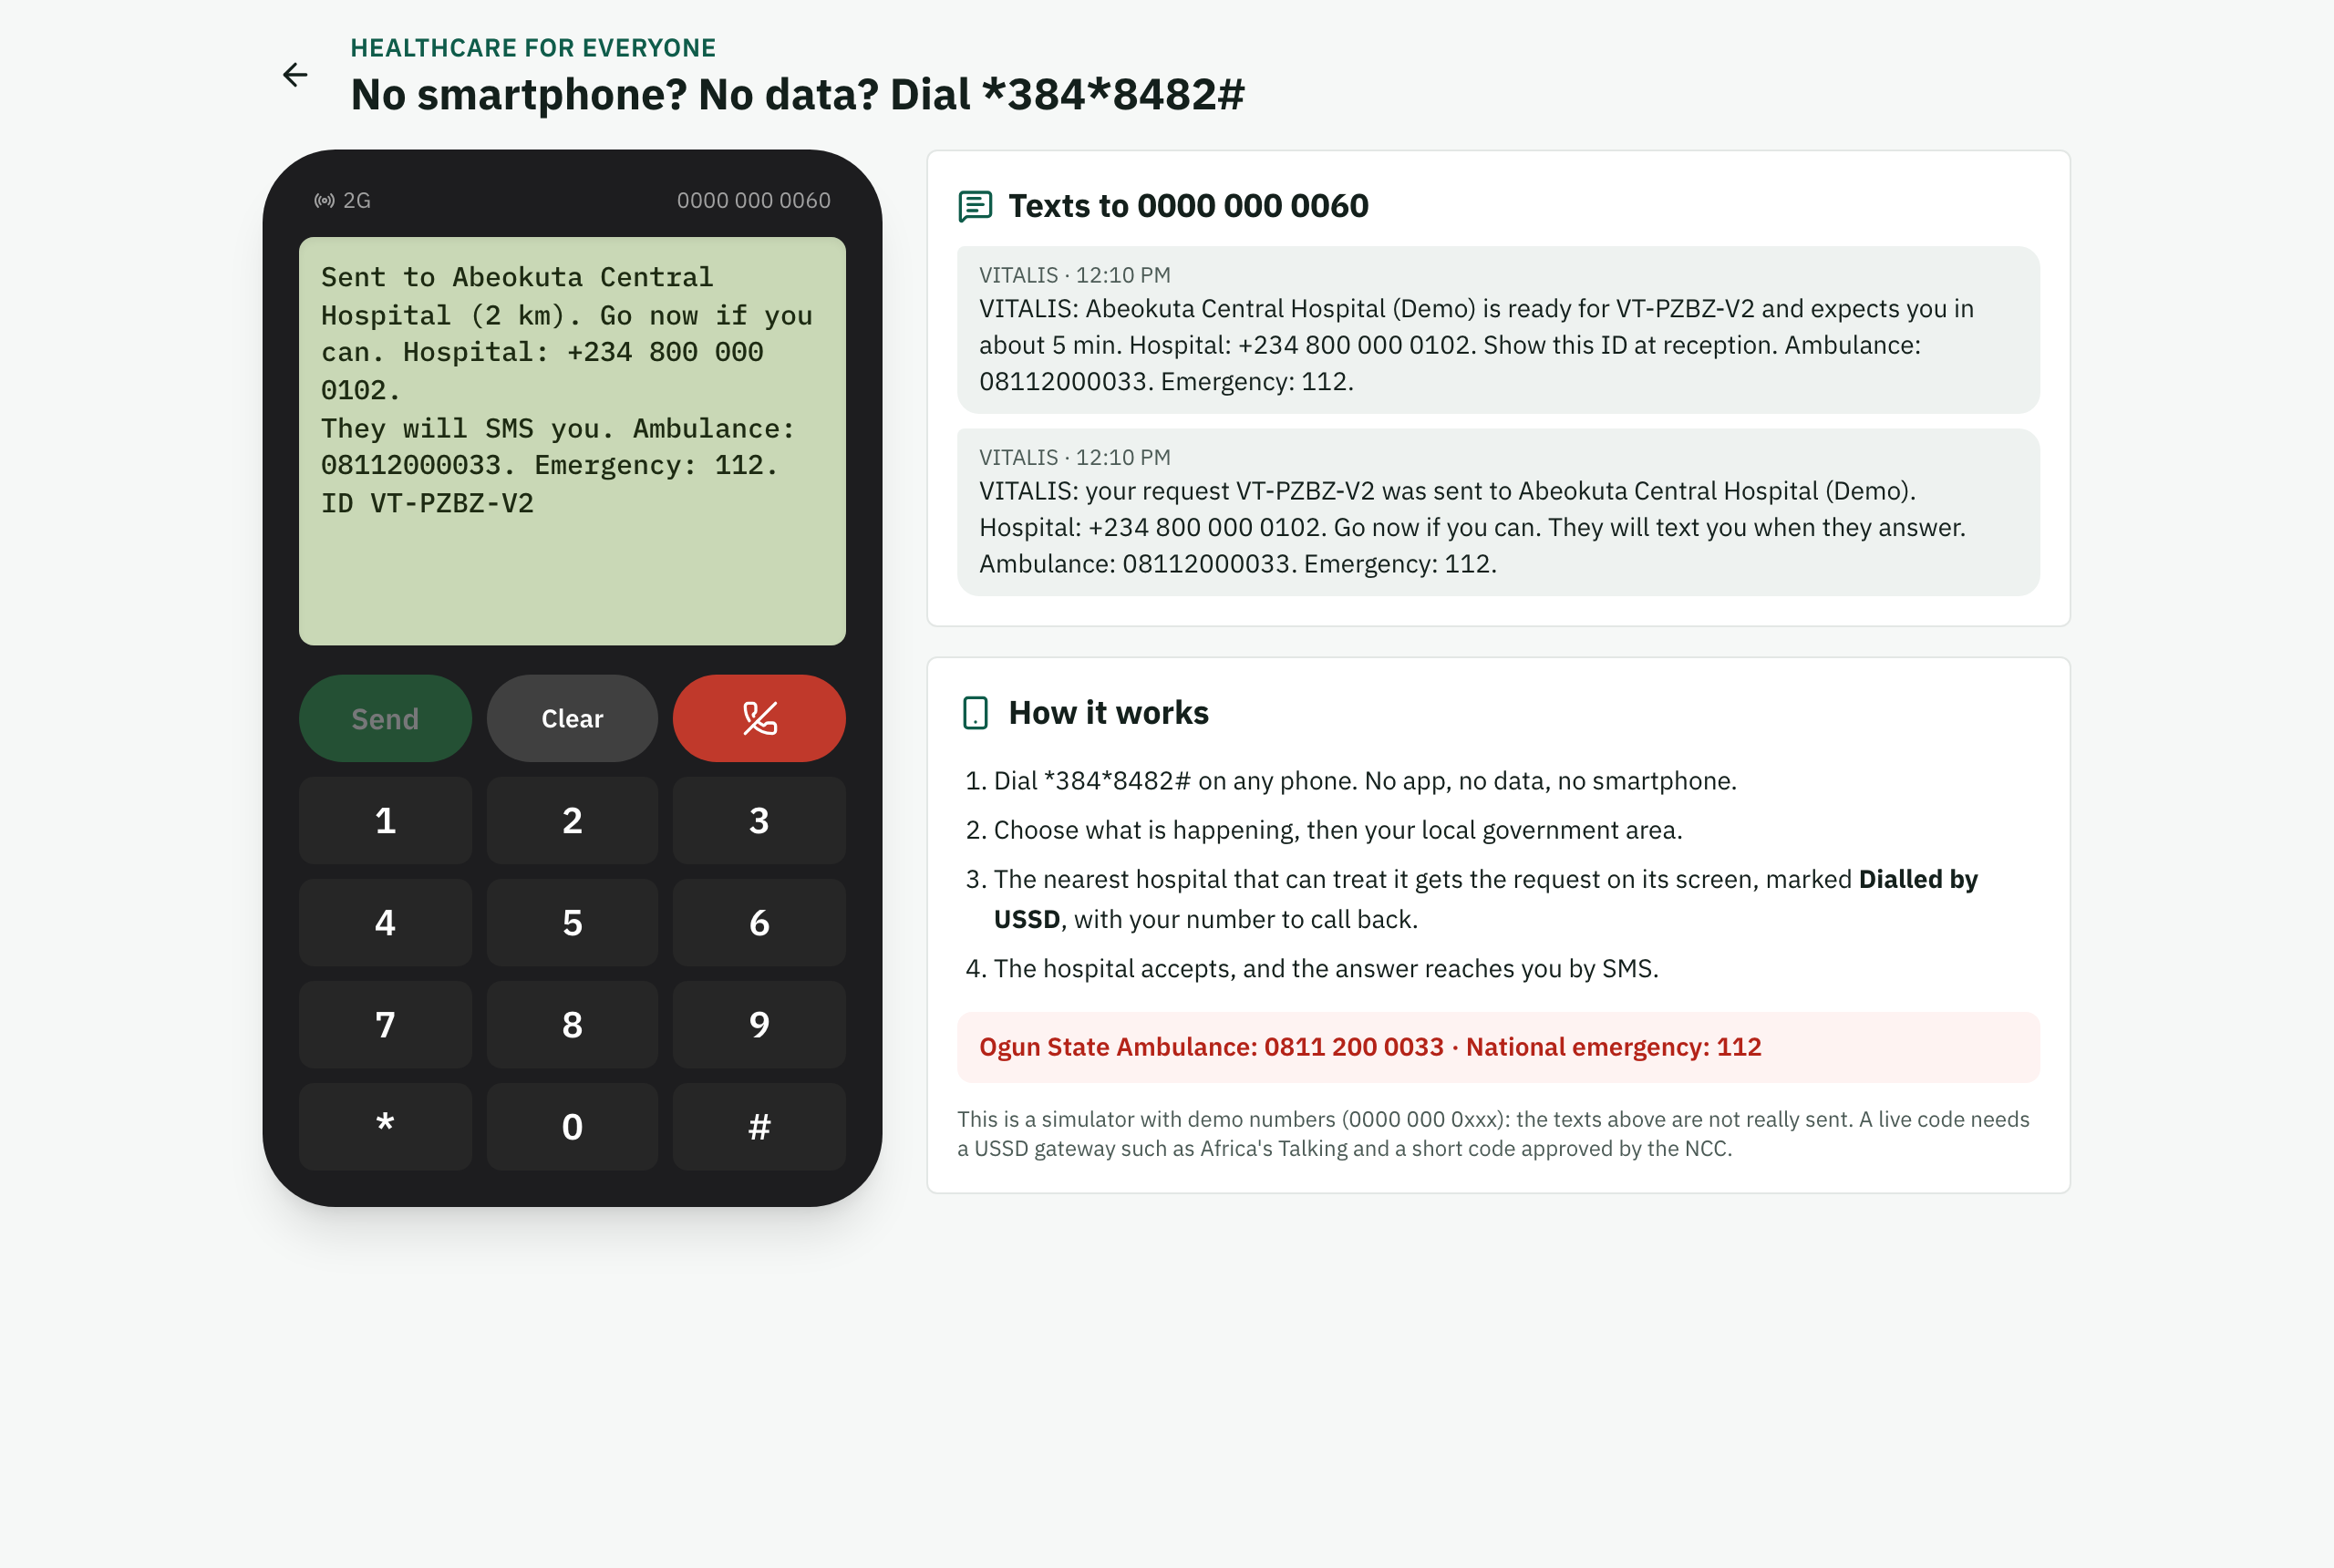 HEALTHCARE FOR EVERYONE
No smartphone? No data? Dial *384*8482#
2G
0000 000 0060
Sent to Abeokuta Central
Hospital (2 km). Go now if you
can. Hospital: +234 800 000
0102.
They will SMS you. Ambulance:
08112000033. Emergency: 112.
ID VT-PZBZ-V2
Send
Clear
1
2
3
4
5
6
7
8
9
*
0
#
Texts to 0000 000 0060
VITALIS · 12:10 PM
VITALIS: Abeokuta Central Hospital (Demo) is ready for VT-PZBZ-V2 and expects you in
about 5 min. Hospital: +234 800 000 0102. Show this ID at reception. Ambulance:
08112000033. Emergency: 112.
VITALIS · 12:10 PM
VITALIS: your request VT-PZBZ-V2 was sent to Abeokuta Central Hospital (Demo).
Hospital: +234 800 000 0102. Go now if you can. They will text you when they answer.
Ambulance: 08112000033. Emergency: 112.
How it works
1. Dial *384*8482# on any phone. No app, no data, no smartphone.
2. Choose what is happening, then your local government area.
3. The nearest hospital that can treat it gets the request on its screen, marked Dialled by
USSD, with your number to call back.
4. The hospital accepts, and the answer reaches you by SMS.
Ogun State Ambulance: 0811 200 0033 · National emergency: 112
This is a simulator with demo numbers (0000 000 0xxx): the texts above are not really sent. A live code needs
a USSD gateway such as Africa's Talking and a short code approved by the NCC.